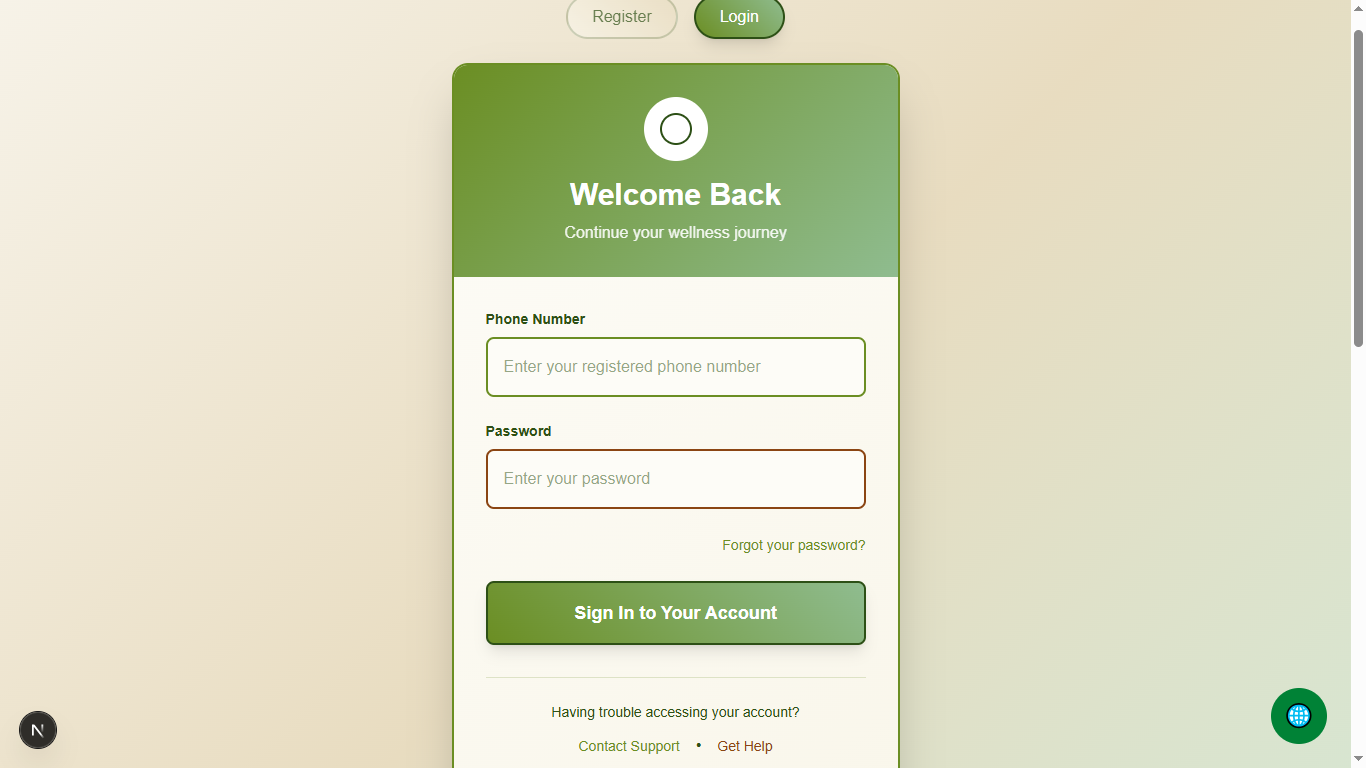 Register
Login
Welcome Back
Continue your wellness journey
Phone Number
Enter your registered phone number
Password
Enter your password
Forgot your password?
Sign In to Your Account
Having trouble accessing your account?
Contact Support • Get Help
N